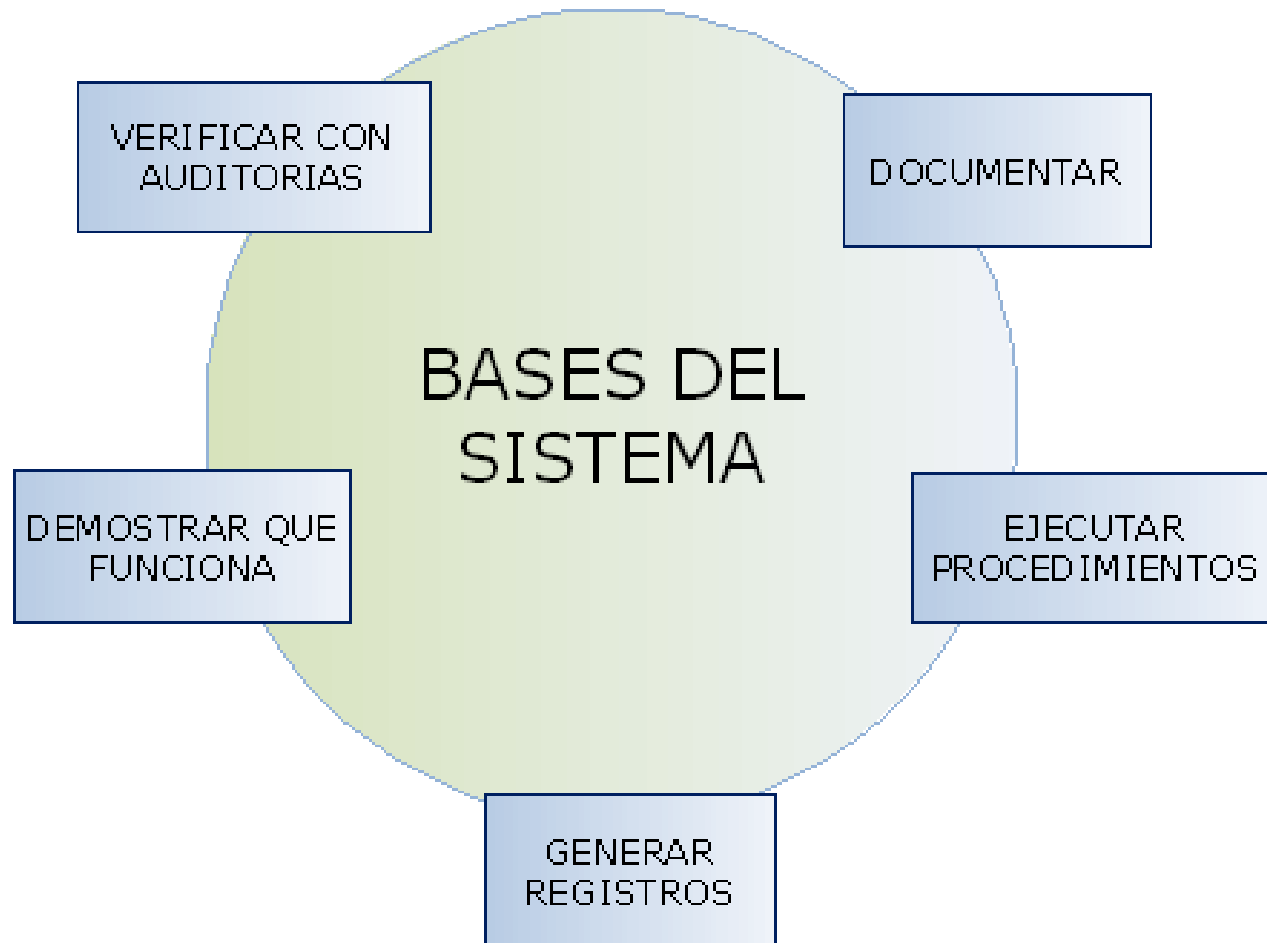 VERIFICAR CON
AUDITORIAS
DOCUMENTAR
BASES DEL
SISTEMA
DEMOSTRAR QUE
FUNCIONA
EJECUTAR
PROCEDIMIENTOS
GENERAR
REGISTROS